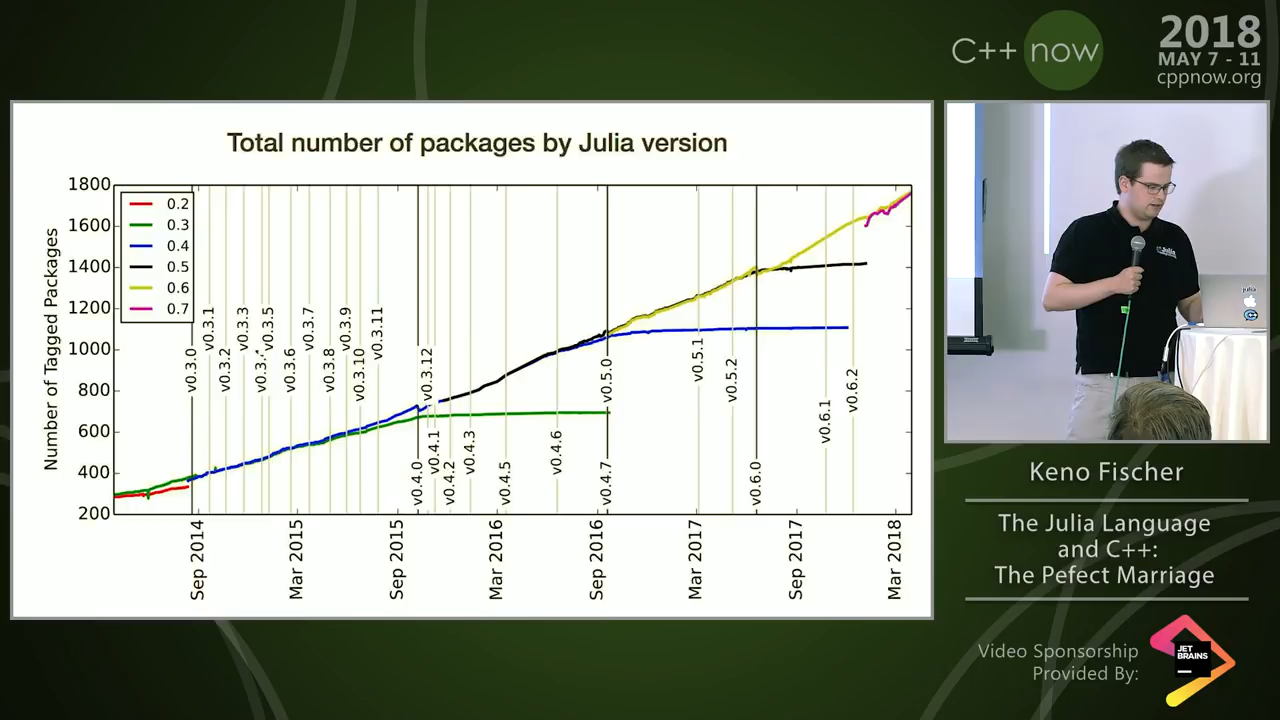 C++ now
2018
MAY 7 - 11
cppnow.org
Total number of packages by Julia version
Number of Tagged Packages
1800
1600
1400
1200
1000
800
600
400
200
0.2
0.3
0.4
0.5
0.6
0.7
v0.3.0
v0.3.1
v0.3.2
v0.3.3
v0.3.5
v0.3.6
v0.3.7
v0.3.8
v0.3.9
v0.3.10
v0.3.11
v0.3.12
v0.4.0
v0.4.1
v0.4.2
v0.4.3
v0.4.5
v0.4.6
v0.4.7
v0.5.0
v0.5.1
v0.5.2
v0.6.0
v0.6.1
v0.6.2
Sep 2014
Mar 2015
Sep 2015
Mar 2016
Sep 2016
Mar 2017
Sep 2017
Mar 2018
julia
Keno Fischer
The Julia Language
and C++:
The Pefect Marriage
Video Sponsorship
Provided By:
JET
BRAINS